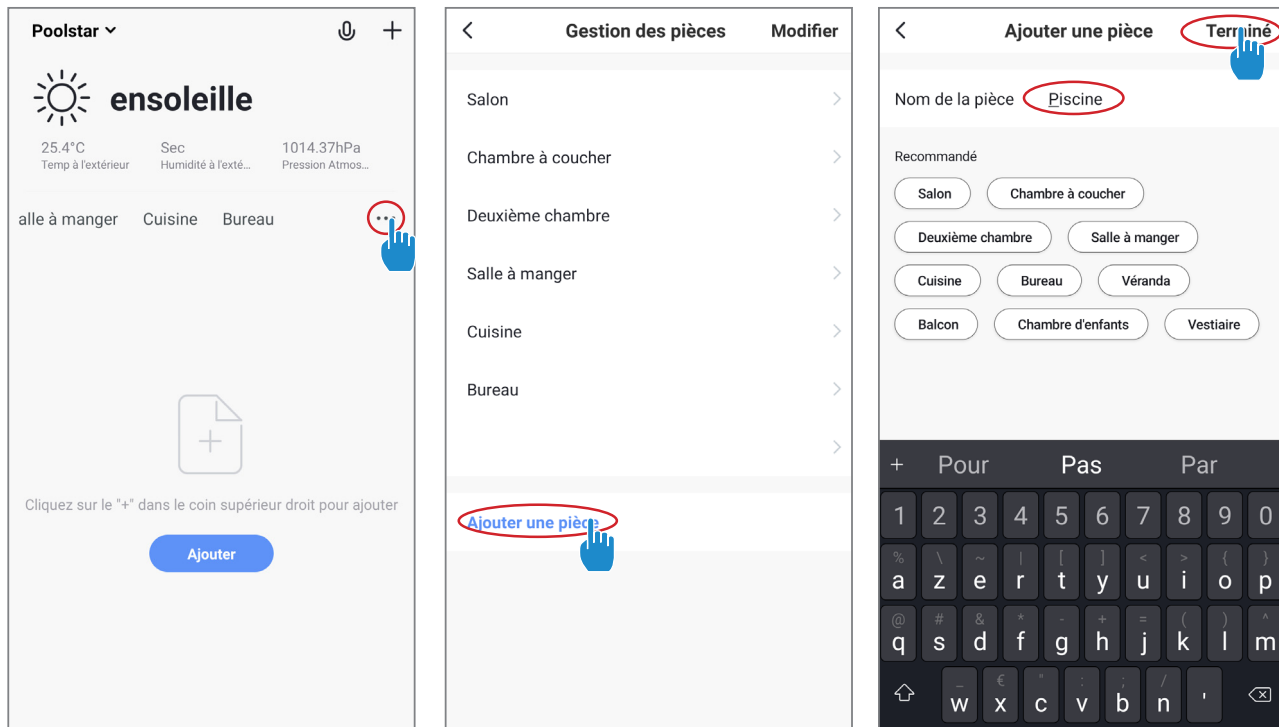 Poolstar
ensoleille
25.4°C Sec 1014.37hPa
Temp à l'extérieur Humidité à l'exté... Pression Atmos...
alle à manger Cuisine Bureau ...
Cliquez sur le "+" dans le coin supérieur droit pour ajouter
Ajouter
Gestion des pièces Modifier
Salon
Chambre à coucher
Deuxième chambre
Salle à manger
Cuisine
Bureau
Ajouter une pièce
Ajouter une pièce Terminé
Nom de la pièce Piscine
Recommandé
Salon Chambre à coucher
Deuxième chambre Salle à manger
Cuisine Bureau Véranda
Balcon Chambre d'enfants Vestiaire
+ Pour Pas Par
1 2 3 4 5 6 7 8 9 0
% \ ~ | [ ] < > { }
a z e r t y u i o p
@ # & * - + = ( ) ^
q s d f g h j k l m
_ € " : ; /
w x c v b n '